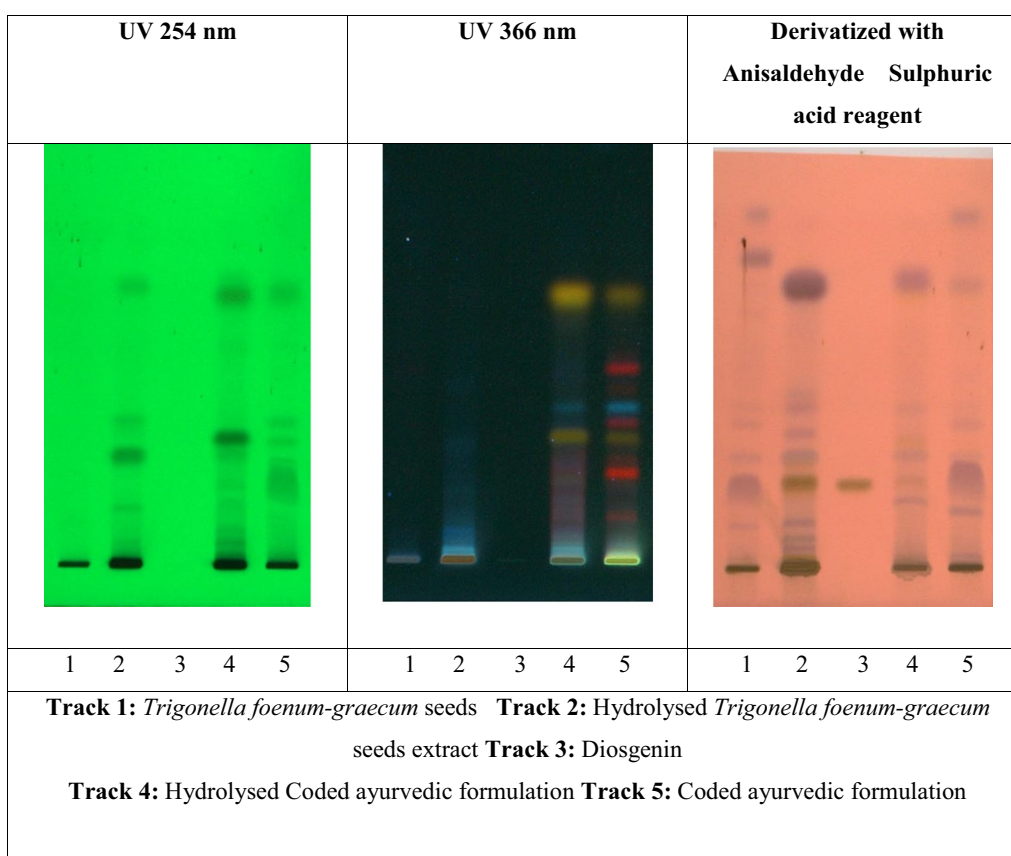 UV 254 nm
UV 366 nm
Derivatized with
Anisaldehyde Sulphuric
acid reagent
1 2 3 4 5
1 2 3 4 5
1 2 3 4 5
Track 1: Trigonella foenum-graecum seeds Track 2: Hydrolysed Trigonella foenum-graecum
seeds extract Track 3: Diosgenin
Track 4: Hydrolysed Coded ayurvedic formulation Track 5: Coded ayurvedic formulation